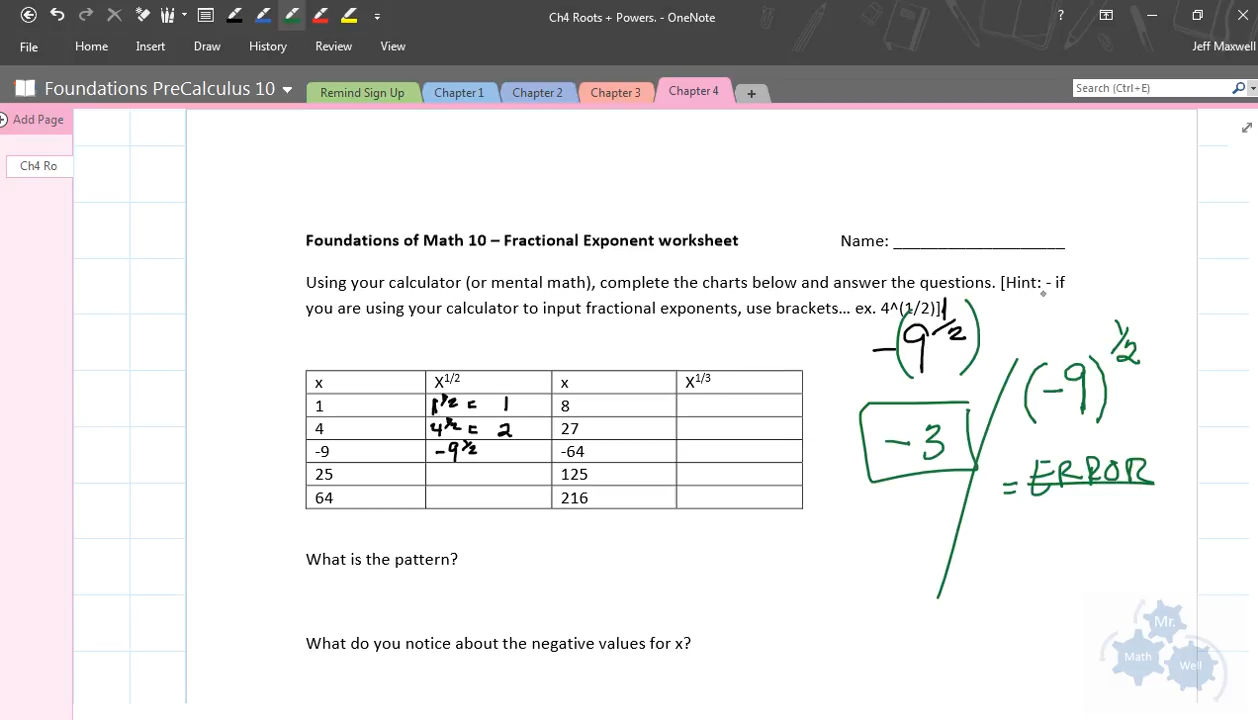 Ch4 Roots + Powers. - OneNote
?
File Home Insert Draw History Review View
Jeff Maxwell
Foundations PreCalculus 10
Remind Sign Up Chapter 1 Chapter 2 Chapter 3 Chapter 4 +
Search (Ctrl+E)
Add Page
Ch4 Ro
Foundations of Math 10 – Fractional Exponent worksheet Name: ___________________
Using your calculator (or mental math), complete the charts below and answer the questions. [Hint: - if
you are using your calculator to input fractional exponents, use brackets… ex. 4^(1/2)]
-(9^1/2)
(-9)^1/2
x X^1/2 x X^1/3
1 1^1/2 = 1 8
4 4^1/2 = 2 27
-9 -9^1/2 -64
25 125
64 216
-3
= ERROR
What is the pattern?
What do you notice about the negative values for x?
Mr.
Math Well